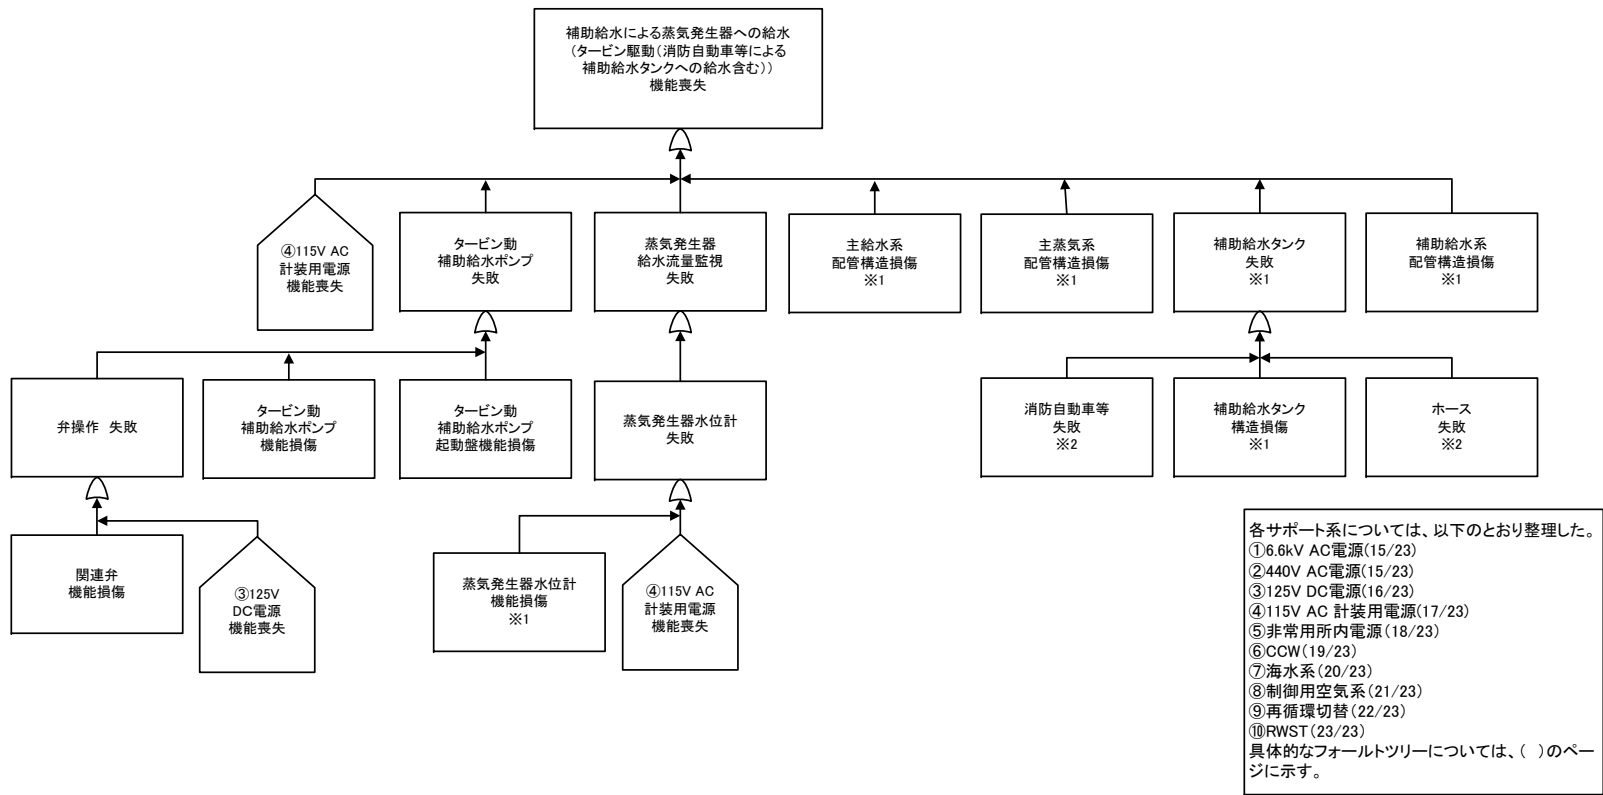 補助給水による蒸気発生器への給水
(タービン駆動(消防自動車等による
補助給水タンクへの給水含む))
機能喪失
④115V AC
計装用電源
機能喪失
タービン動
補助給水ポンプ
失敗
蒸気発生器
給水流量監視
失敗
主給水系
配管構造損傷
※1
主蒸気系
配管構造損傷
※1
補助給水タンク
失敗
※1
補助給水系
配管構造損傷
※1
弁操作 失敗
タービン動
補助給水ポンプ
機能損傷
タービン動
補助給水ポンプ
起動盤機能損傷
蒸気発生器水位計
失敗
消防自動車等
失敗
※2
補助給水タンク
構造損傷
※1
ホース
失敗
※2
関連弁
機能損傷
③125V
DC電源
機能喪失
蒸気発生器水位計
機能損傷
※1
④115V AC
計装用電源
機能喪失
各サポート系については、以下のとおり整理した。
①6.6kV AC電源(15/23)
②440V AC電源(15/23)
③125V DC電源(16/23)
④115V AC 計装用電源(17/23)
⑤非常用所内電源(18/23)
⑥CCW(19/23)
⑦海水系(20/23)
⑧制御用空気系(21/23)
⑨再循環切替(22/23)
⑩RWST(23/23)
具体的なフォールトツリーについては、( )のペー
ジに示す。